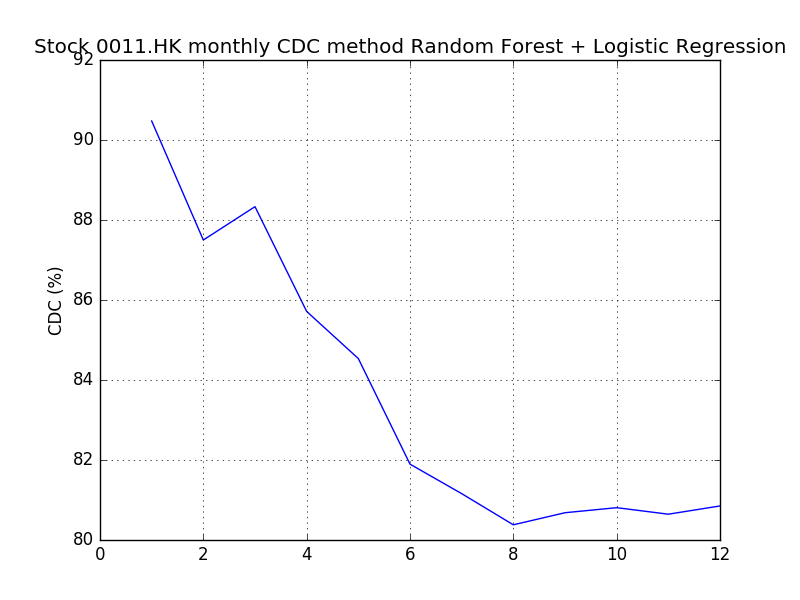 Stock 0011.HK monthly CDC method Random Forest + Logistic Regression
92
90
88
86
84
82
80
CDC (%)
0 2 4 6 8 10 12